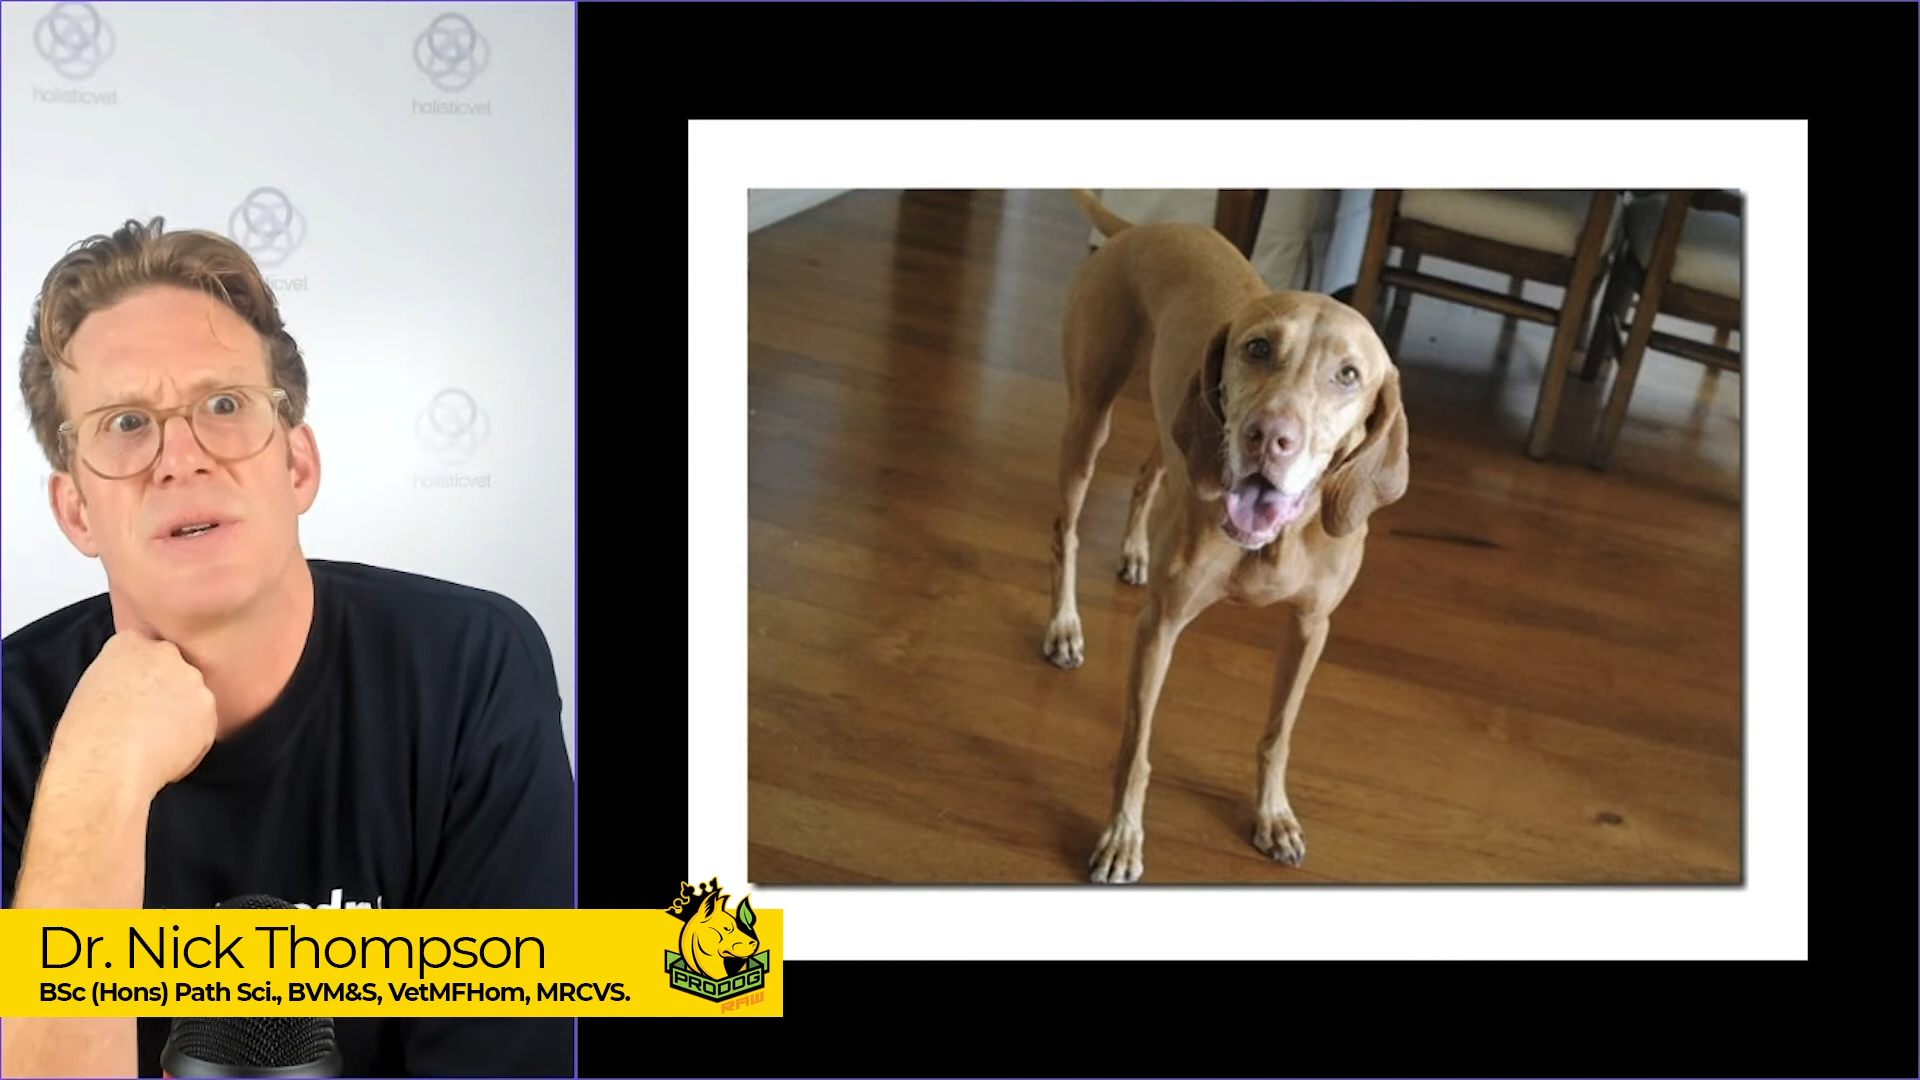 holisticvet
holisticvet
holisticvet
Dr. Nick Thompson
BSc (Hons) Path Sci., BVM&S, VetMFHom, MRCVS.
PRODOG
RAW